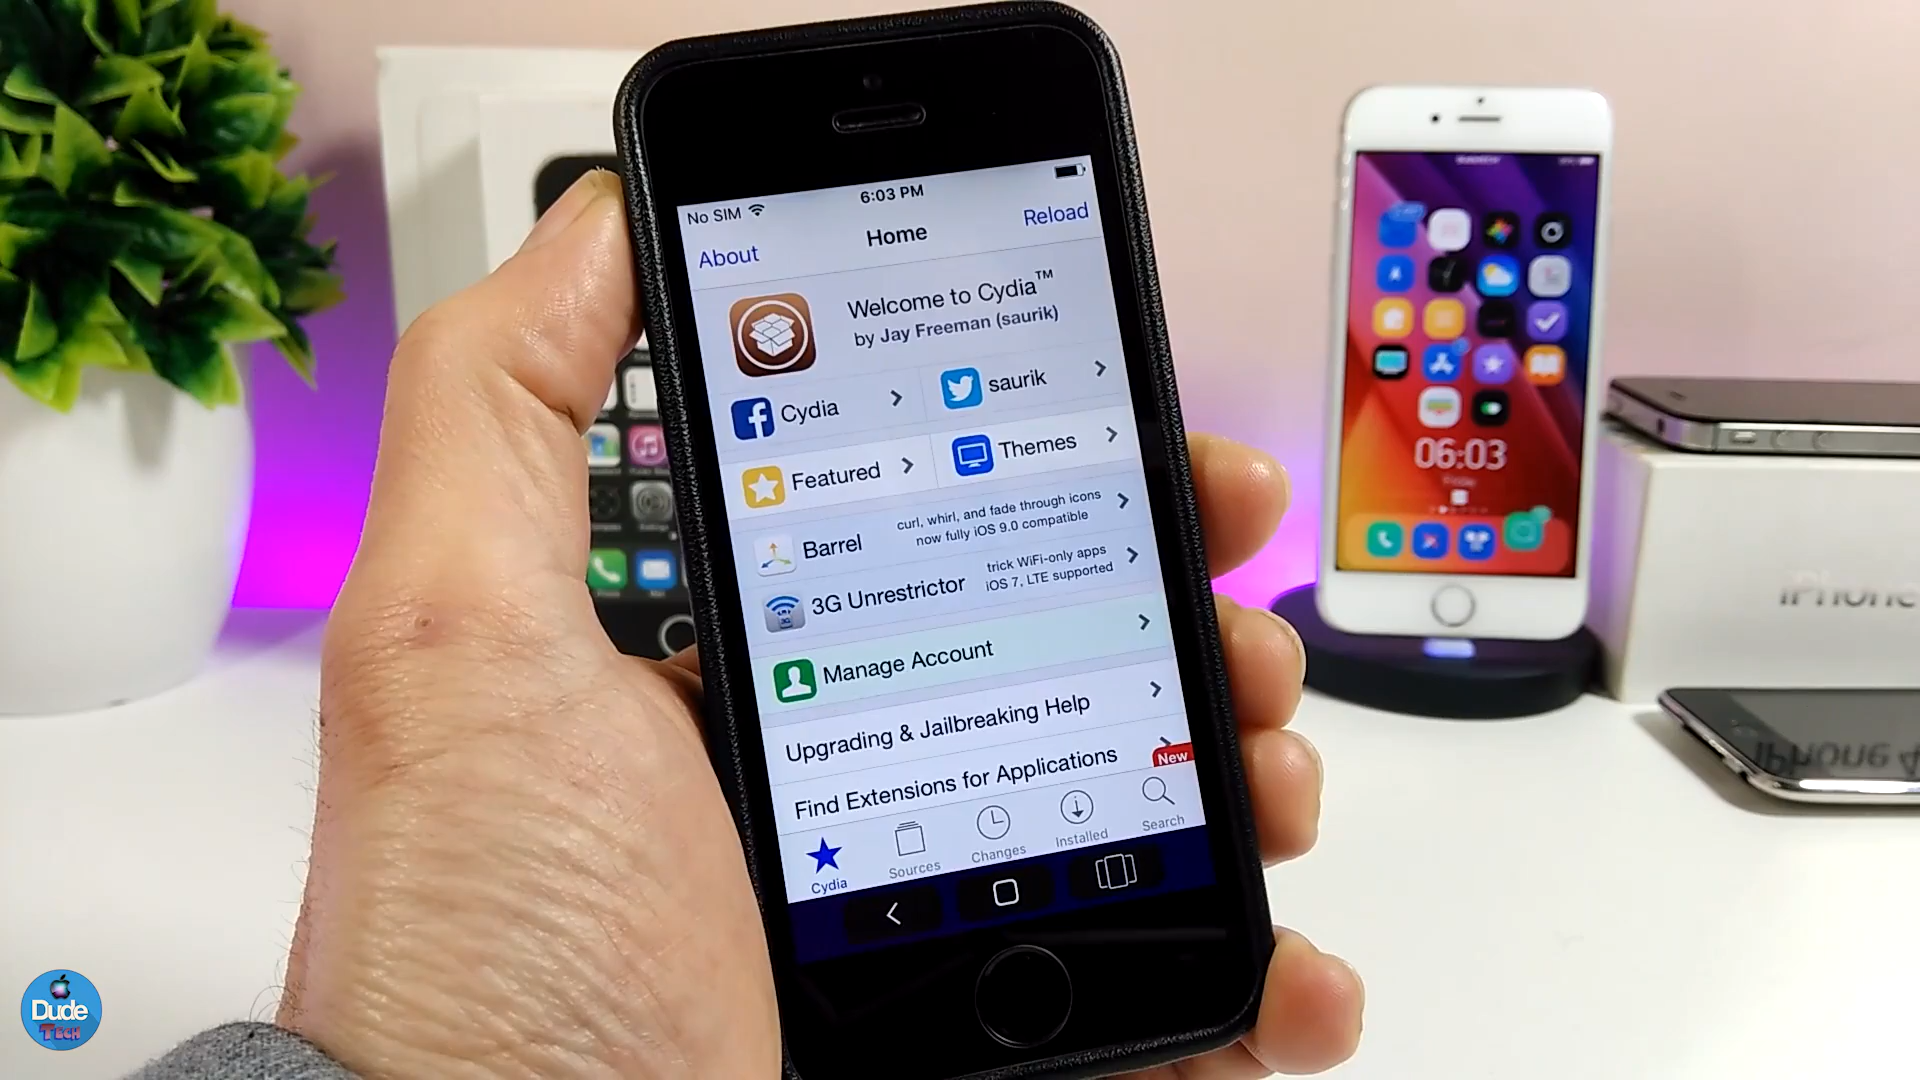 No SIM
6:03 PM
About
Home
Reload
Welcome to Cydia™
by Jay Freeman (saurik)
Cydia
saurik
Featured
Themes
Barrel
curl, whirl, and fade through icons
now fully iOS 9.0 compatible
3G Unrestrictor
trick WiFi-only apps
iOS 7, LTE supported
Manage Account
Upgrading & Jailbreaking Help
Find Extensions for Applications
New
Cydia
Sources
Changes
Installed
Search
06:03
iPhone
iPhone 4
Dude
TECH